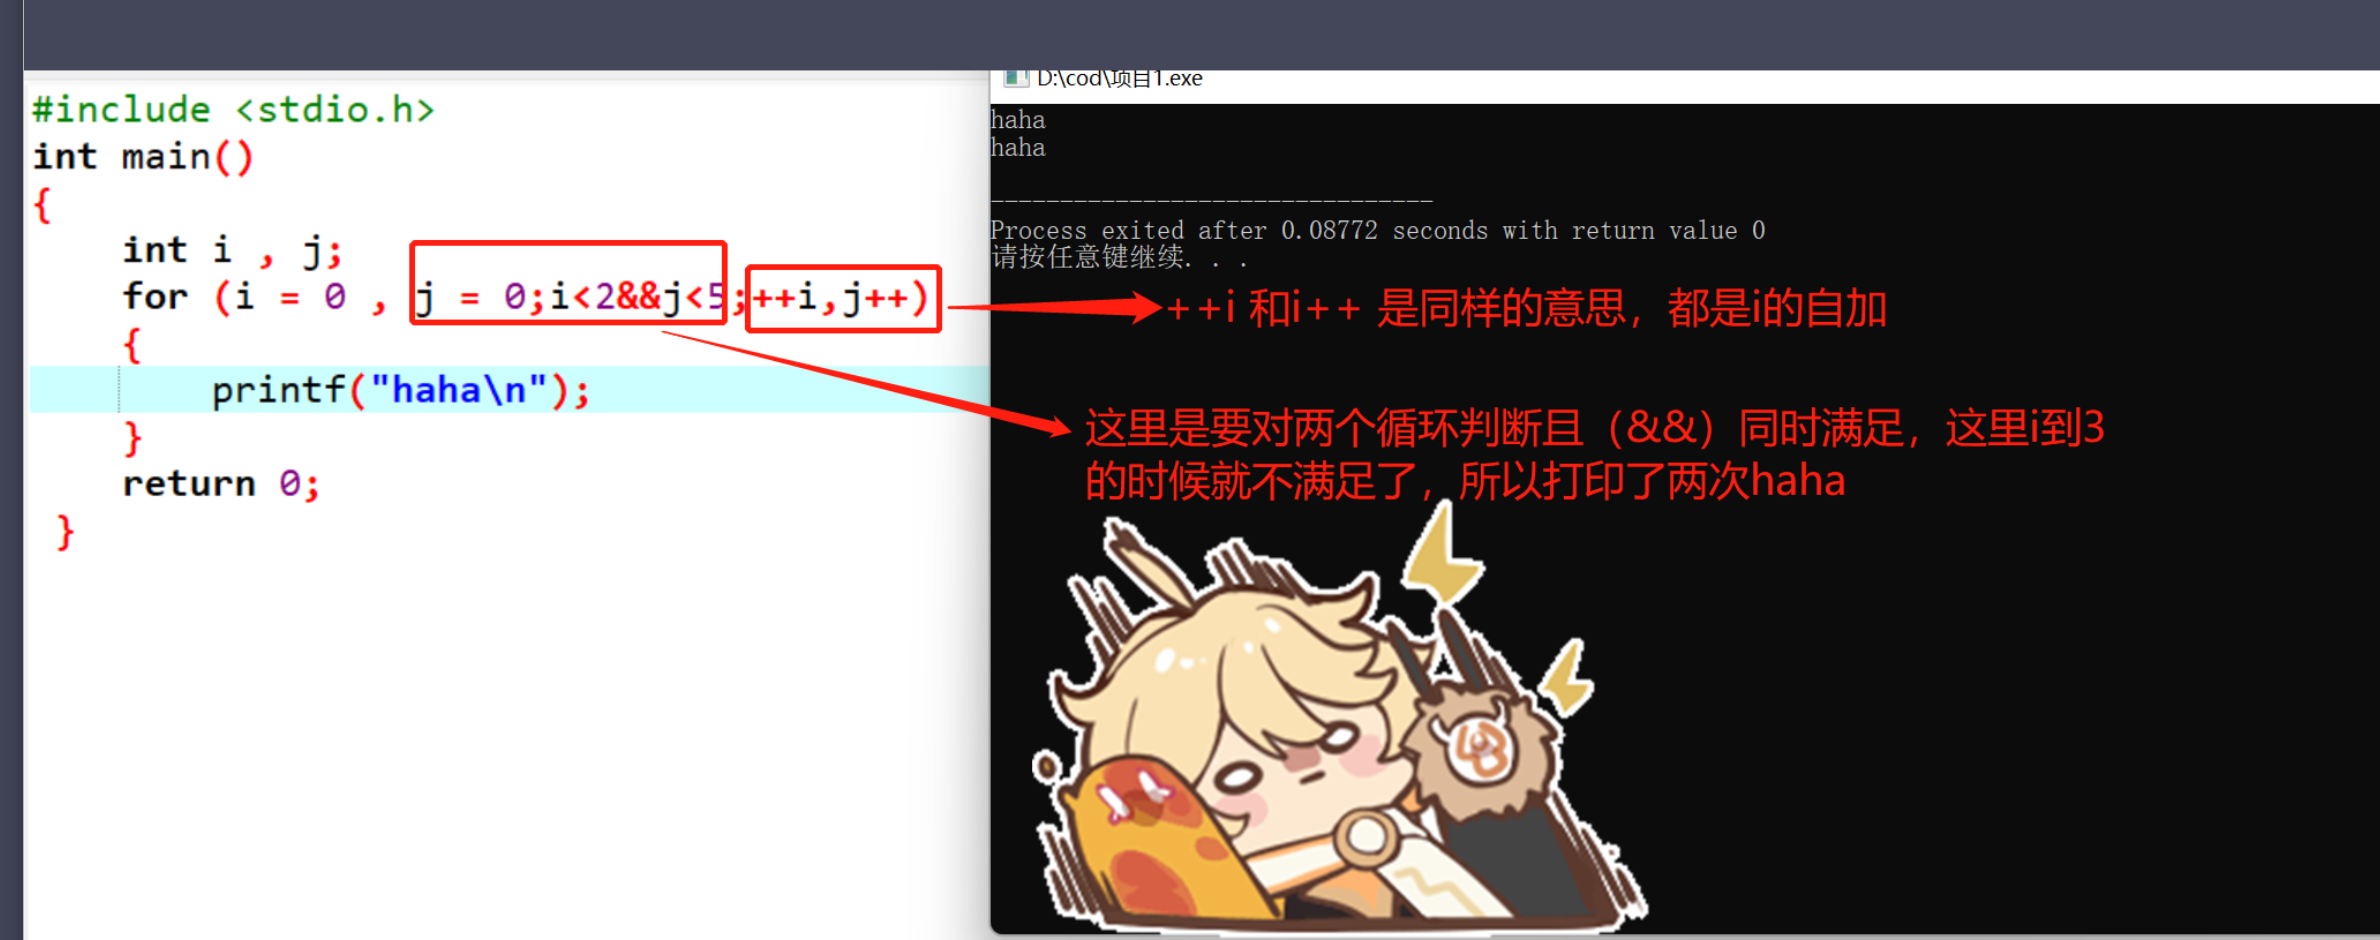 #include <stdio.h>
int main()
{
int i , j;
for (i = 0 , j = 0;i<2&&j<5;++i,j++)
{
printf("haha\n");
}
return 0;
}
D:\cod\项目1.exe
haha
haha
--------------------------------
Process exited after 0.08772 seconds with return value 0
请按任意键继续. . .
++i 和i++ 是同样的意思，都是i的自加
这里是要对两个循环判断且（&&）同时满足，这里i到3
的时候就不满足了，所以打印了两次haha